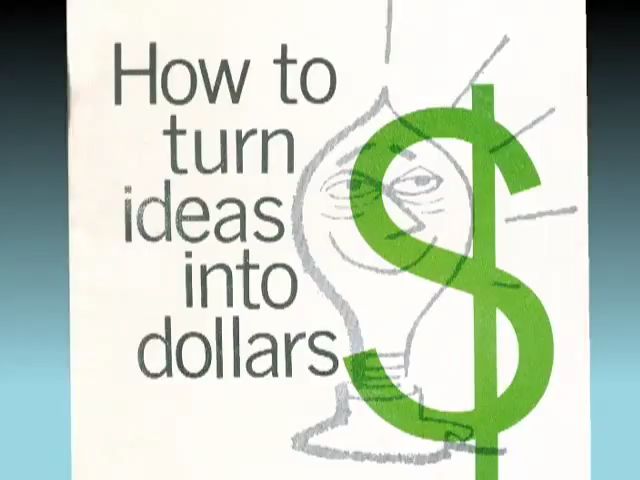 How to
turn
ideas
into
dollars
$